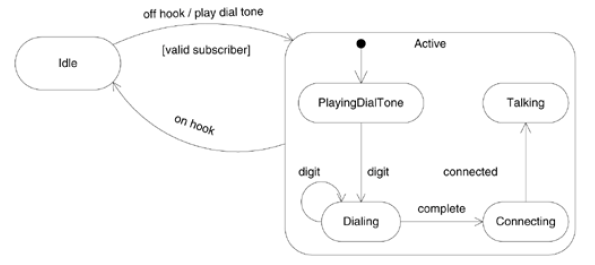 off hook / play dial tone
[valid subscriber]
Idle
on hook
Active
PlayingDialTone
Talking
digit
digit
connected
Dialing
complete
Connecting